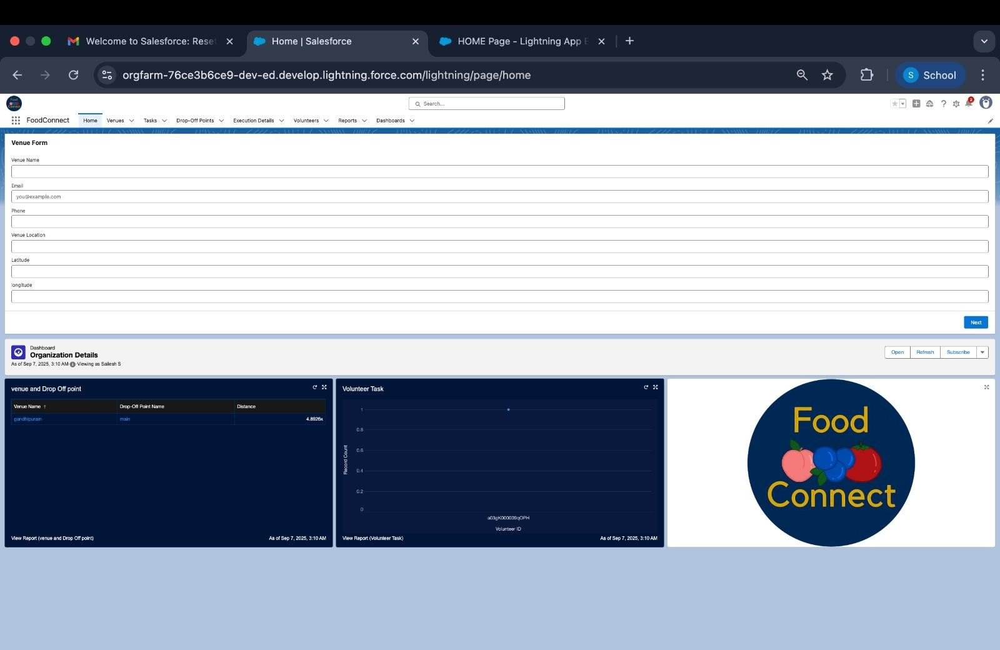 Welcome to Salesforce: Reset
Home | Salesforce
HOME Page - Lightning App
orgfarm-76ce3b6ce9-dev-ed.develop.lightning.force.com/lightning/page/home
S School
Food
Connect
Search...
2
FoodConnect Home Venues Tasks Drop-Off Points Execution Details Volunteers Reports Dashboards
Venue Form
Venue Name
Email
you@example.com
Phone
Venue Location
Latitude
longitude
Next
Dashboard
Organization Details
As of Sep 7, 2025, 3:10 AM·Viewing as Sailesh S
Open Refresh Subscribe
venue and Drop Off point
Venue Name ↑ Drop-Off Point Name Distance
gandhipuram main 4.8926k
View Report (venue and Drop Off point) As of Sep 7, 2025, 3:10 AM
Volunteer Task
Record Count
1
0.8
0.6
0.4
0.2
0
a03gK000009qOPH
Volunteer ID
View Report (Volunteer Task) As of Sep 7, 2025, 3:10 AM
Food
Connect